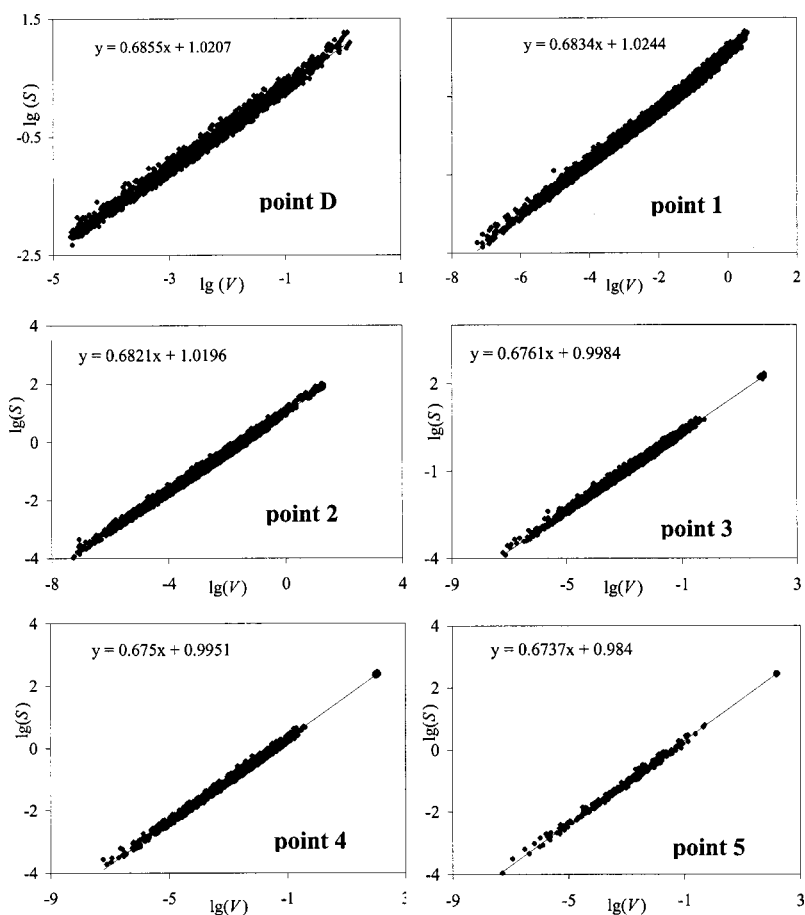 1.5
y = 0.6855x + 1.0207
lg (S)
-0.5
point D
-2.5
-5 -3 -1 1
lg (V)
y = 0.6834x + 1.0244
point 1
-8 -6 -4 -2 0 2
lg(V)
4
y = 0.6821x + 1.0196
2
lg(S)
0
-2
point 2
-4
-8 -4 0 4
lg(V)
4
y = 0.6761x + 0.9984
2
lg(S)
-1
point 3
-4
-9 -5 -1 3
lg(V)
4
y = 0.675x + 0.9951
2
lg(S)
0
-2
point 4
-4
-9 -5 -1 3
lg(V)
4
y = 0.6737x + 0.984
2
lg(S)
0
-2
point 5
-4
-9 -5 -1 3
lg(V)